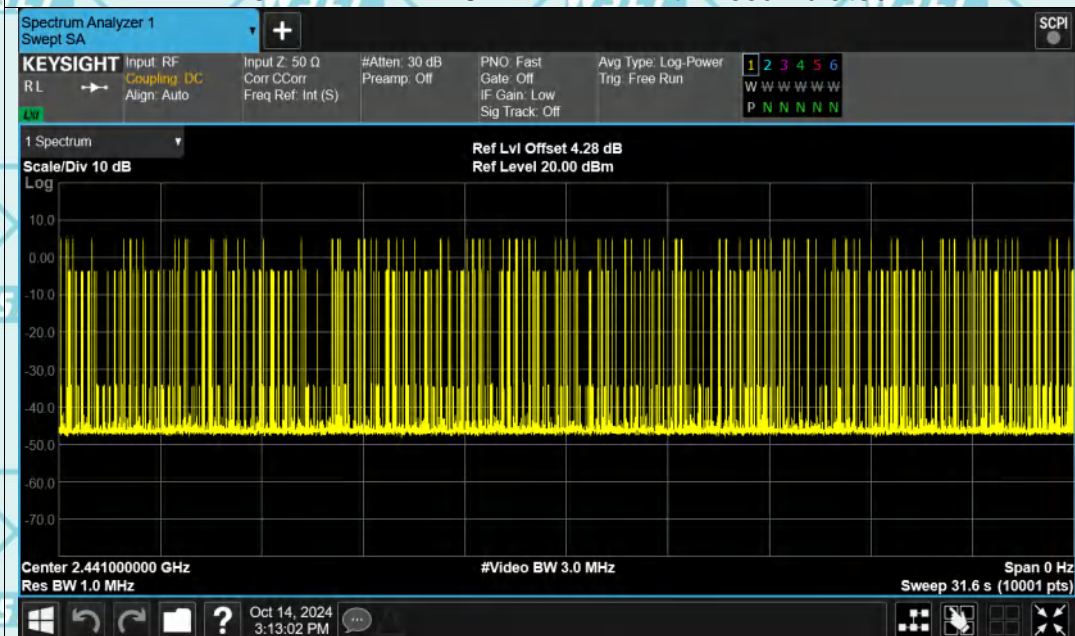 Spectrum Analyzer 1
Swept SA
+
SCPI
KEYSIGHT
RL
LXI
Input: RF
Coupling: DC
Align: Auto
Input Z: 50 Ω
Corr CCorr
Freq Ref: Int (S)
#Atten: 30 dB
Preamp: Off
PNO: Fast
Gate: Off
IF Gain: Low
Sig Track: Off
Avg Type: Log-Power
Trig: Free Run
1 2 3 4 5 6
W W W W W W
P N N N N N
1 Spectrum
Scale/Div 10 dB
Ref Lvl Offset 4.28 dB
Ref Level 20.00 dBm
Log
10.0
0.00
-10.0
-20.0
-30.0
-40.0
-50.0
-60.0
-70.0
Center 2.441000000 GHz
#Video BW 3.0 MHz
Span 0 Hz
Res BW 1.0 MHz
Sweep 31.6 s (10001 pts)
?
Oct 14, 2024
3:13:02 PM